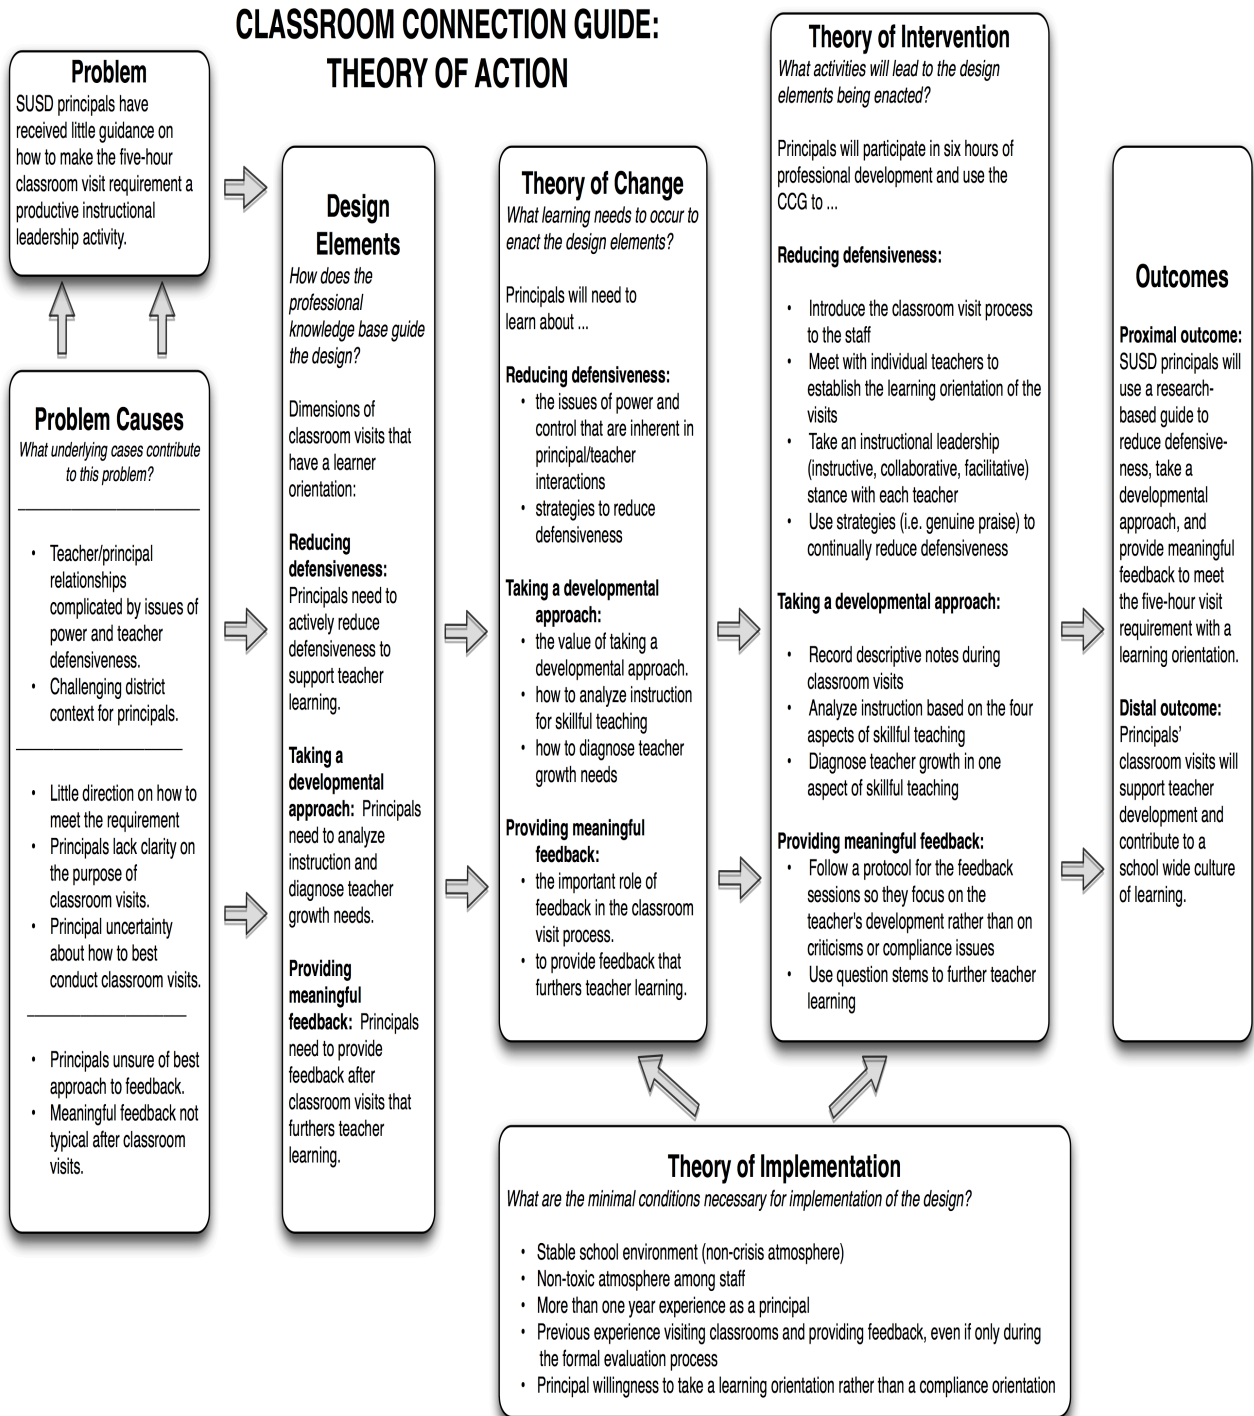 CLASSROOM CONNECTION GUIDE:
THEORY OF ACTION
Problem
SUSD principals have
received little guidance on
how to make the five-hour
classroom visit requirement a
productive instructional
leadership activity.
Problem Causes
What underlying cases contribute
to this problem?
• Teacher/principal
relationships
complicated by issues of
power and teacher
defensiveness.
• Challenging district
context for principals.
• Little direction on how to
meet the requirement
• Principals lack clarity on
the purpose of
classroom visits.
• Principal uncertainty
about how to best
conduct classroom visits.
• Principals unsure of best
approach to feedback.
• Meaningful feedback not
typical after classroom
visits.
Design
Elements
How does the
professional
knowledge base guide
the design?
Dimensions of
classroom visits that
have a learner
orientation:
Reducing
defensiveness:
Principals need to
actively reduce
defensiveness to
support teacher
learning.
Taking a
developmental
approach: Principals
need to analyze
instruction and
diagnose teacher
growth needs.
Providing
meaningful
feedback: Principals
need to provide
feedback after
classroom visits that
furthers teacher
learning.
Theory of Change
What learning needs to occur to
enact the design elements?
Principals will need to
learn about ...
Reducing defensiveness:
• the issues of power and
control that are inherent in
principal/teacher
interactions
• strategies to reduce
defensiveness
Taking a developmental
approach:
• the value of taking a
developmental approach.
• how to analyze instruction
for skillful teaching
• how to diagnose teacher
growth needs
Providing meaningful
feedback:
• the important role of
feedback in the classroom
visit process.
• to provide feedback that
furthers teacher learning.
Theory of Intervention
What activities will lead to the design
elements being enacted?
Principals will participate in six hours of
professional development and use the
CCG to ...
Reducing defensiveness:
• Introduce the classroom visit process
to the staff
• Meet with individual teachers to
establish the learning orientation of the
visits
• Take an instructional leadership
(instructive, collaborative, facilitative)
stance with each teacher
• Use strategies (i.e. genuine praise) to
continually reduce defensiveness
Taking a developmental approach:
• Record descriptive notes during
classroom visits
• Analyze instruction based on the four
aspects of skillful teaching
• Diagnose teacher growth in one
aspect of skillful teaching
Providing meaningful feedback:
• Follow a protocol for the feedback
sessions so they focus on the
teacher's development rather than on
criticisms or compliance issues
• Use question stems to further teacher
learning
Outcomes
Proximal outcome:
SUSD principals will
use a research-
based guide to
reduce defensive-
ness, take a
developmental
approach, and
provide meaningful
feedback to meet
the five-hour visit
requirement with a
learning orientation.
Distal outcome:
Principals'
classroom visits will
support teacher
development and
contribute to a
school wide culture
of learning.
Theory of Implementation
What are the minimal conditions necessary for implementation of the design?
• Stable school environment (non-crisis atmosphere)
• Non-toxic atmosphere among staff
• More than one year experience as a principal
• Previous experience visiting classrooms and providing feedback, even if only during
the formal evaluation process
• Principal willingness to take a learning orientation rather than a compliance orientation